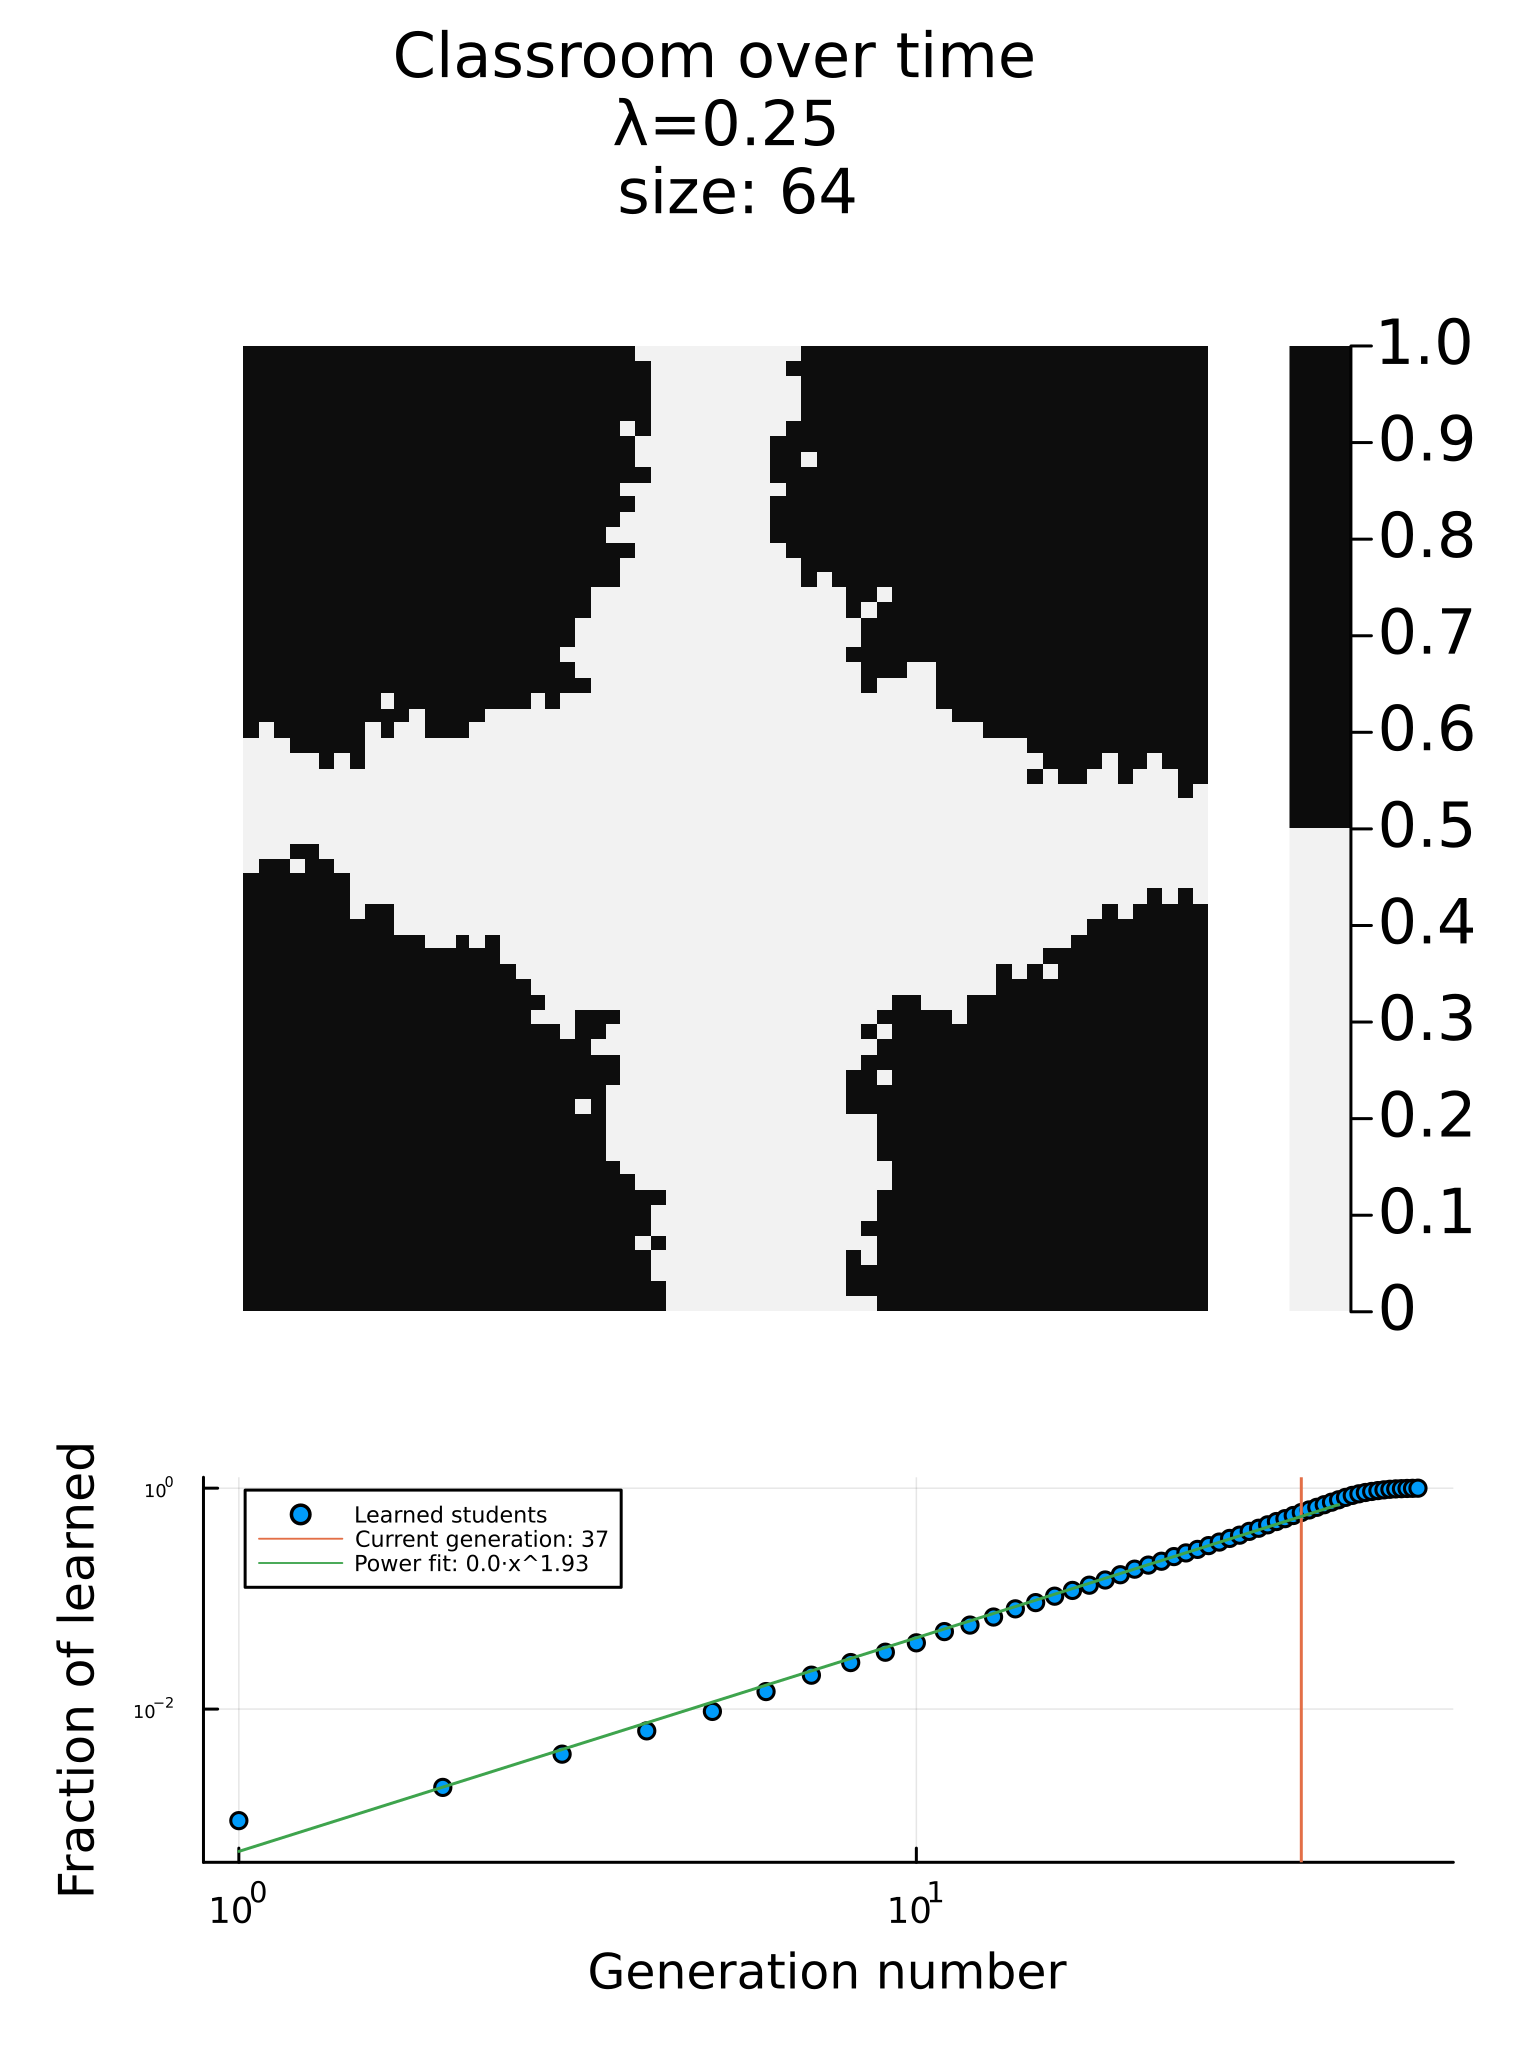 Classroom over time
λ=0.25
size: 64
1.0
0.9
0.8
0.7
0.6
0.5
0.4
0.3
0.2
0.1
0
Fraction of learned
10⁰
10⁻²
Learned students
Current generation: 37
Power fit: 0.0·x^1.93
10⁰
10¹
Generation number